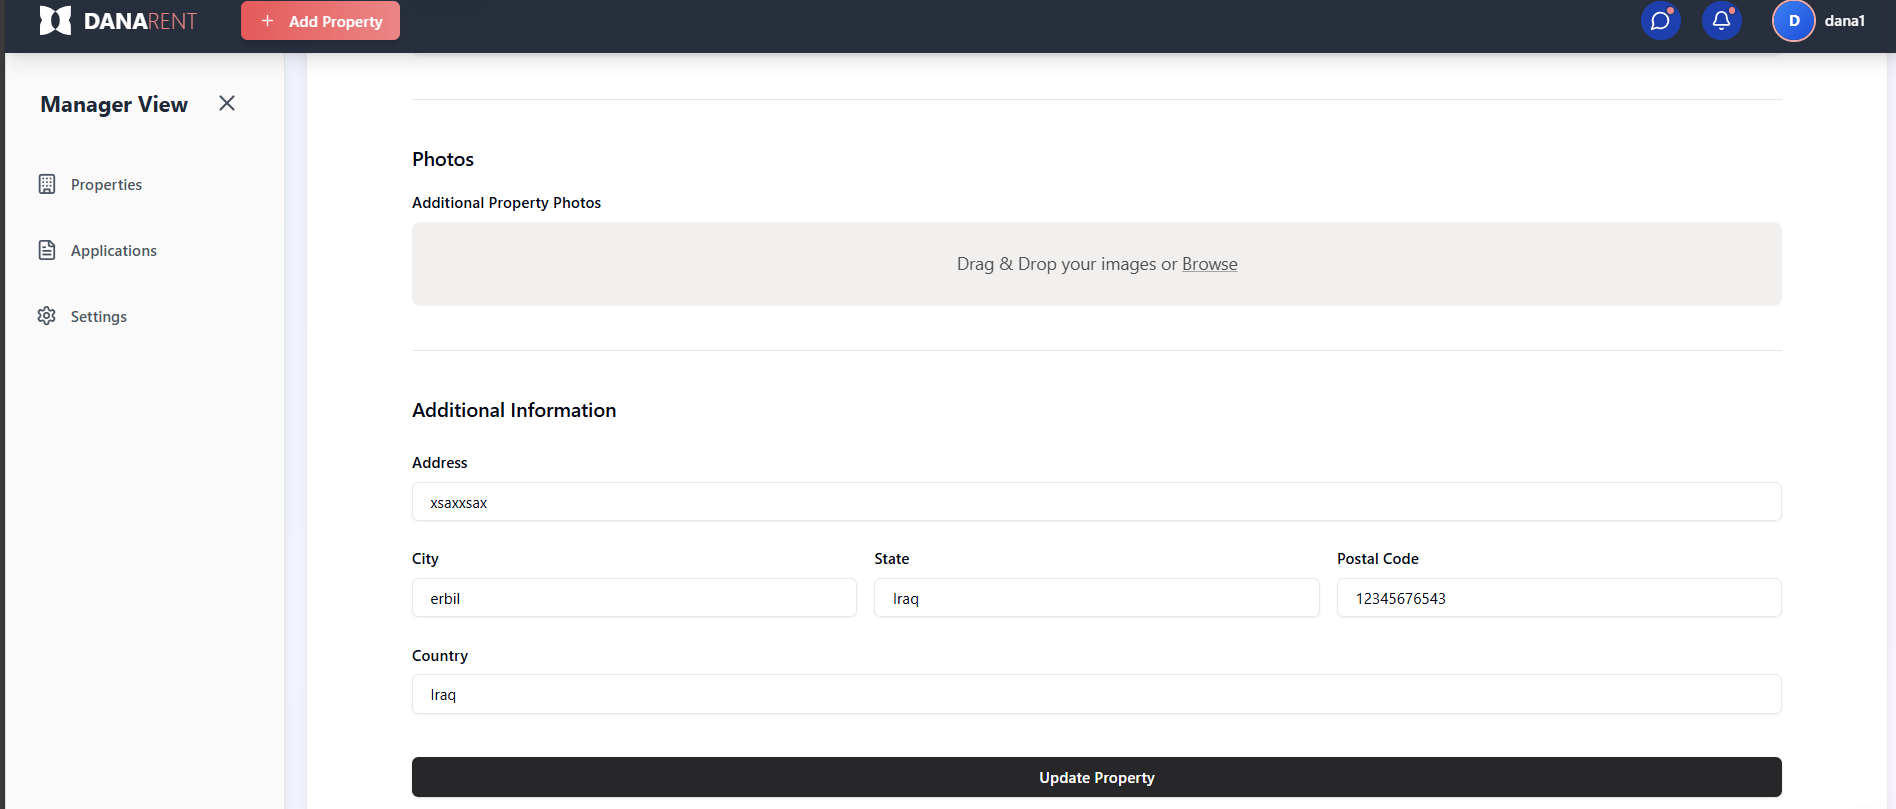 DANARENT
+ Add Property
D
dana1
Manager View
Properties
Applications
Settings
Photos
Additional Property Photos
Drag & Drop your images or Browse
Additional Information
Address
xsaxxsax
City State Postal Code
erbil Iraq 12345676543
Country
Iraq
Update Property